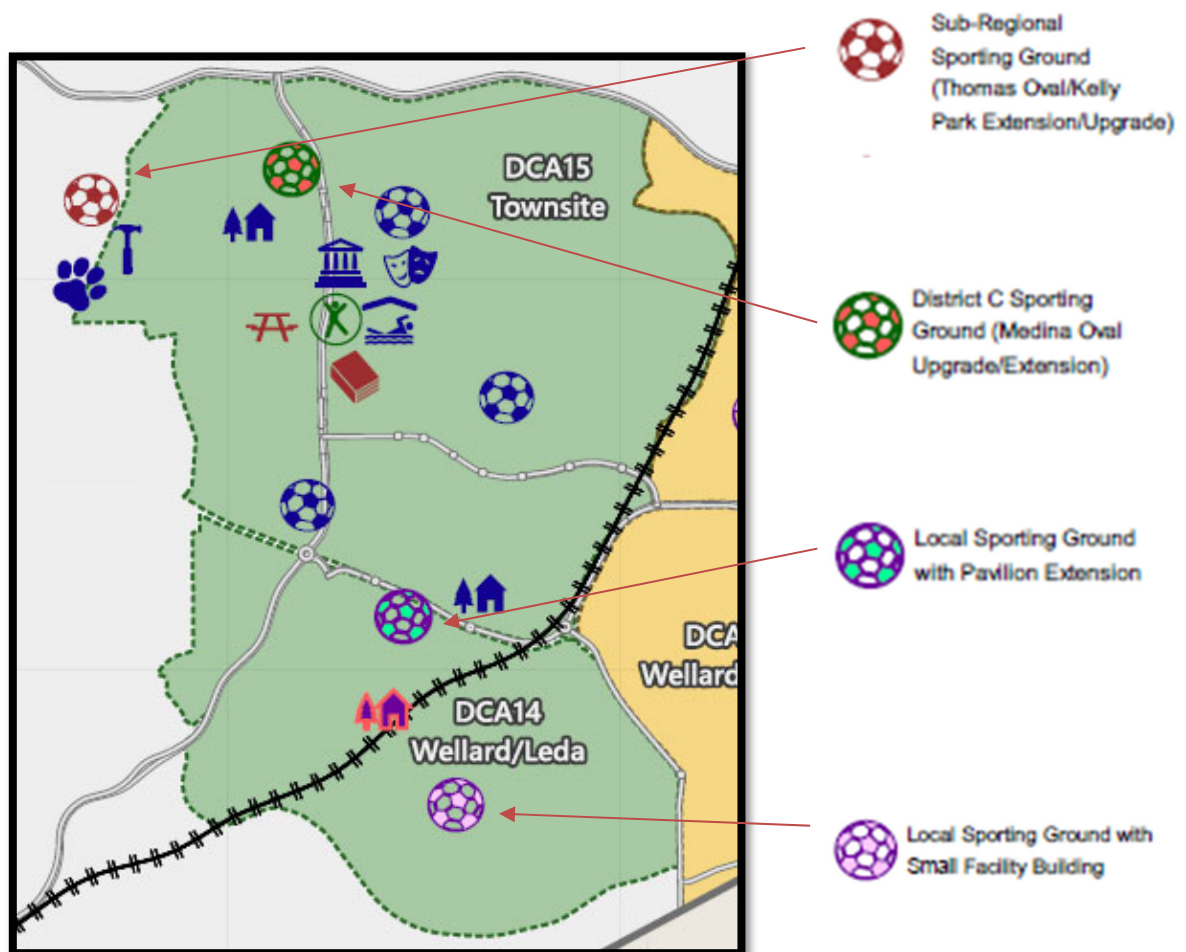 Sub-Regional
Sporting Ground
(Thomas Oval/Kelly
Park Extension/Upgrade)
DCA15
Townsite
District C Sporting
Ground (Medina Oval
Upgrade/Extension)
Local Sporting Ground
with Pavilion Extension
DCA
Wellard
DCA14
Wellard/Leda
Local Sporting Ground with
Small Facility Building